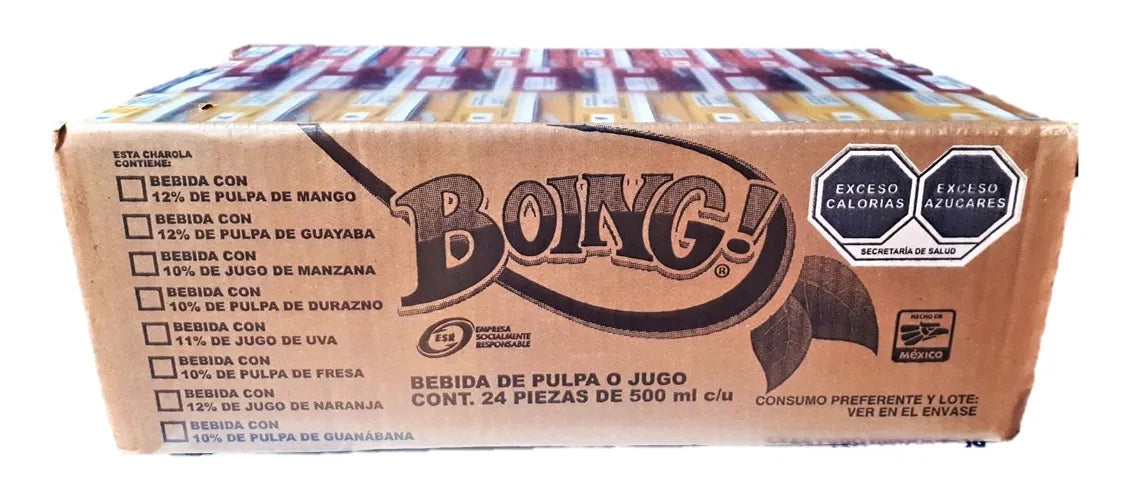 ESTA CHAROLA
CONTIENE:
BEBIDA CON
12% DE PULPA DE MANGO
BEBIDA CON
12% DE PULPA DE GUAYABA
BEBIDA CON
10% DE JUGO DE MANZANA
BEBIDA CON
10% DE PULPA DE DURAZNO
BEBIDA CON
11% DE JUGO DE UVA
BEBIDA CON
10% DE PULPA DE FRESA
BEBIDA CON
12% DE JUGO DE NARANJA
BEBIDA CON
10% DE PULPA DE GUANÁBANA
BOING!
®
ESR
EMPRESA
SOCIALMENTE
RESPONSABLE
BEBIDA DE PULPA O JUGO
CONT. 24 PIEZAS DE 500 ml c/u
EXCESO
CALORÍAS
EXCESO
AZÚCARES
SECRETARÍA DE SALUD
HECHO EN
MÉXICO
CONSUMO PREFERENTE Y LOTE:
VER EN EL ENVASE